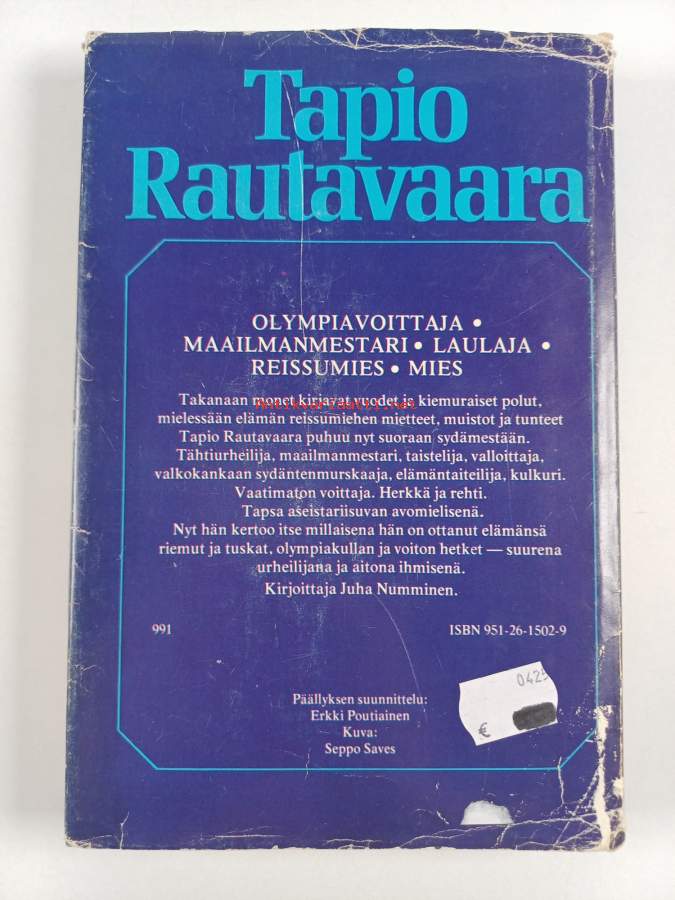 Tapio
Rautavaara
OLYMPIAVOITTAJA •
MAAILMANMESTARI • LAULAJA •
REISSUMIES • MIES
Takanaan monet kirjavat vuodet ja kiemuraiset polut,
Antikvariaatti.net
mielessään elämän reissumiehen mietteet, muistot ja tunteet
Tapio Rautavaara puhuu nyt suoraan sydämestään.
Tähtiurheilija, maailmanmestari, taistelija, valloittaja,
valkokankaan sydäntenmurskaaja, elämäntaiteilija, kulkuri.
Vaatimaton voittaja. Herkkä ja rehti.
Tapsa aseistariisuvan avomielisenä.
Nyt hän kertoo itse millaisena hän on ottanut elämänsä
riemut ja tuskat, olympiakullan ja voiton hetket — suurena
urheilijana ja aitona ihmisenä.
Kirjoittaja Juha Numminen.
991 ISBN 951-26-1502-9
0425
€
Päällyksen suunnittelu:
Erkki Poutiainen
Kuva:
Seppo Saves